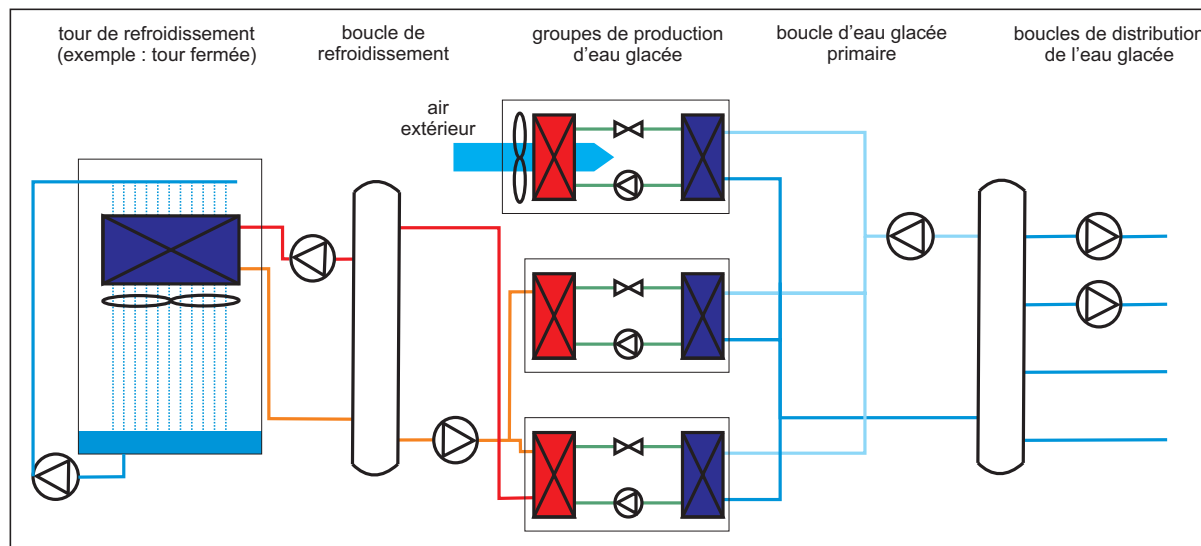 tour de refroidissement
(exemple : tour fermée)
boucle de
refroidissement
groupes de production
d'eau glacée
boucle d'eau glacée
primaire
boucles de distribution
de l'eau glacée
air
extérieur